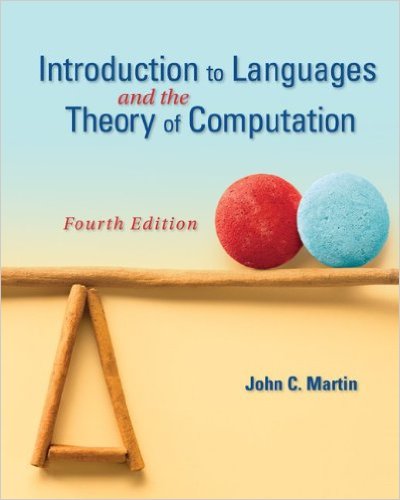 Introduction to Languages
and the
Theory of Computation
Fourth Edition
John C. Martin